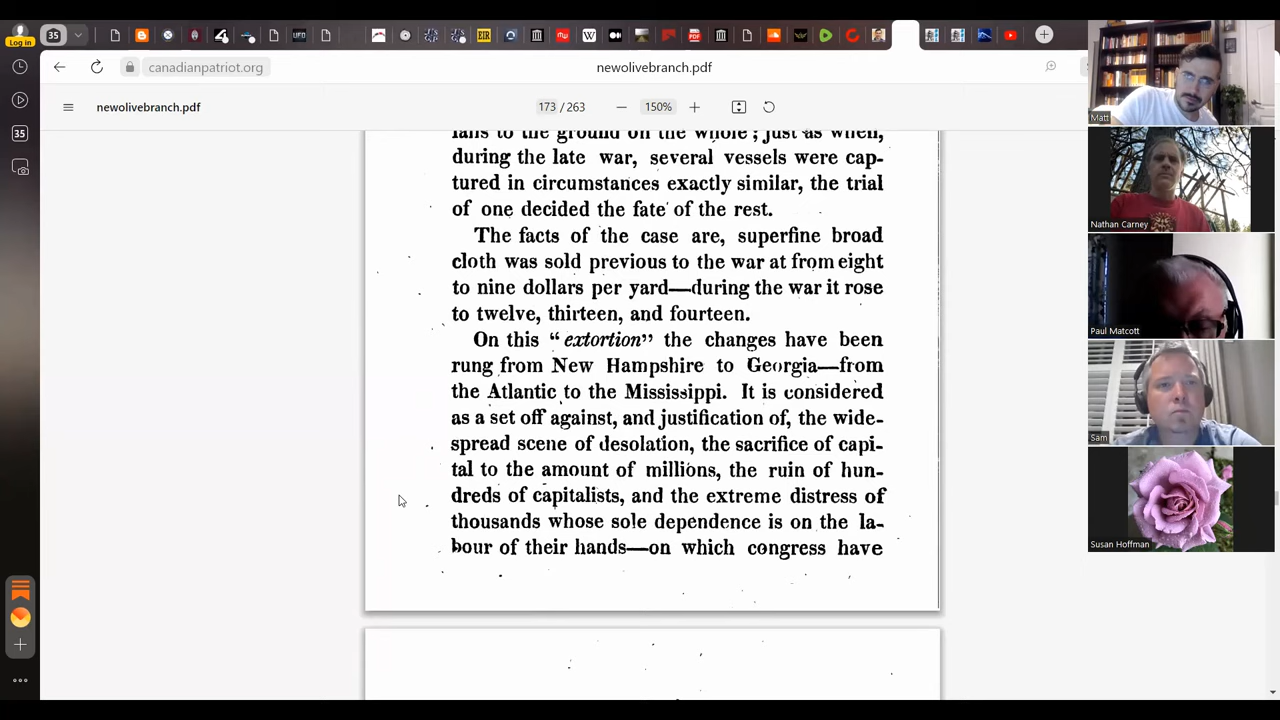 Log in
35
canadianpatriot.org
newolivebranch.pdf
newolivebranch.pdf
173 / 263
150%
35
falls to the ground on the whole; just as when,
during the late war, several vessels were cap-
tured in circumstances exactly similar, the trial
of one decided the fate of the rest.
The facts of the case are, superfine broad
cloth was sold previous to the war at from eight
to nine dollars per yard—during the war it rose
to twelve, thirteen, and fourteen.
On this "extortion" the changes have been
rung from New Hampshire to Georgia—from
the Atlantic to the Mississippi. It is considered
as a set off against, and justification of, the wide-
spread scene of desolation, the sacrifice of capi-
tal to the amount of millions, the ruin of hun-
dreds of capitalists, and the extreme distress of
thousands whose sole dependence is on the la-
bour of their hands—on which congress have
Matt
Nathan Carney
Paul Matcott
Sam
Susan Hoffman